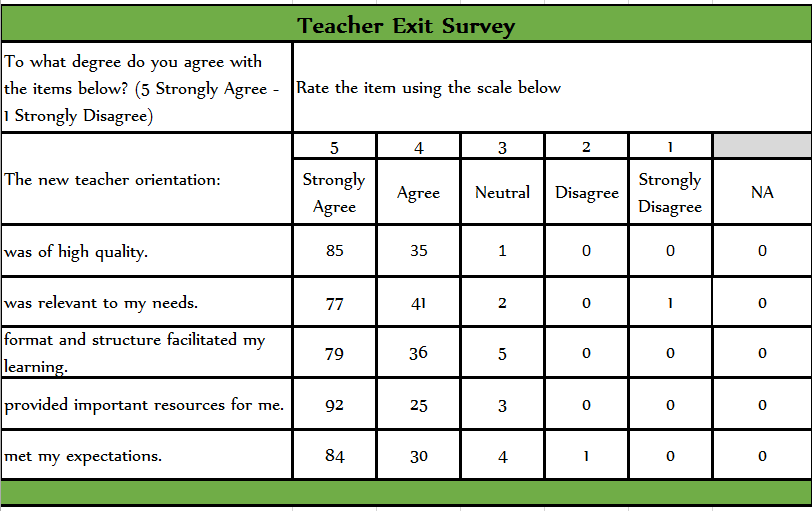 Teacher Exit Survey
To what degree do you agree with
the items below? (5 Strongly Agree -
1 Strongly Disagree)
Rate the item using the scale below
5 4 3 2 1
The new teacher orientation:
Strongly
Agree
Agree
Neutral
Disagree
Strongly
Disagree
NA
was of high quality. 85 35 1 0 0 0
was relevant to my needs. 77 41 2 0 1 0
format and structure facilitated my
learning. 79 36 5 0 0 0
provided important resources for me. 92 25 3 0 0 0
met my expectations. 84 30 4 1 0 0